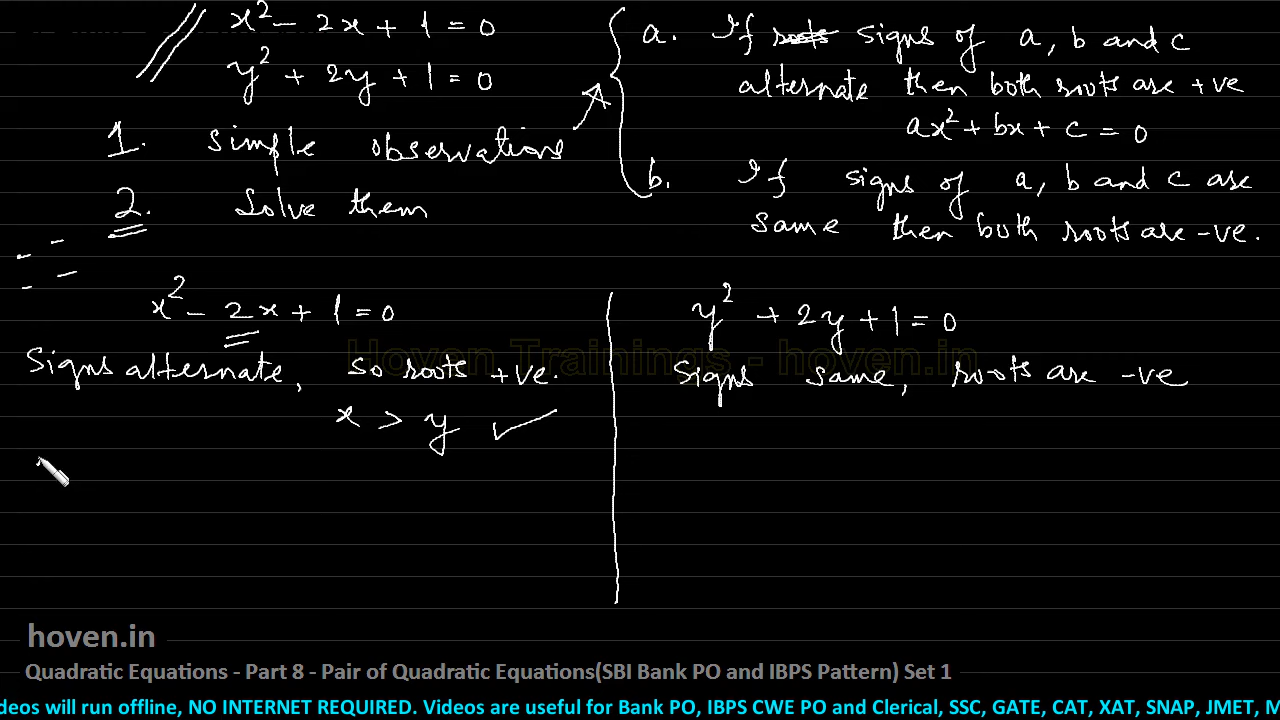 x² - 2x + 1 = 0
y² + 2y + 1 = 0
1. Simple observations
2. Solve them
a. If signs of a, b and c
alternate then both roots are +ve
ax² + bx + c = 0
b. If signs of a, b and c are
same then both roots are -ve.
x² - 2x + 1 = 0
Signs alternate, so roots +ve.
x > y ✓
y² + 2y + 1 = 0
Signs same, roots are -ve
Hoven Trainings - hoven.in
hoven.in
Quadratic Equations - Part 8 - Pair of Quadratic Equations(SBI Bank PO and IBPS Pattern) Set 1
deos will run offline, NO INTERNET REQUIRED. Videos are useful for Bank PO, IBPS CWE PO and Clerical, SSC, GATE, CAT, XAT, SNAP, JMET, M